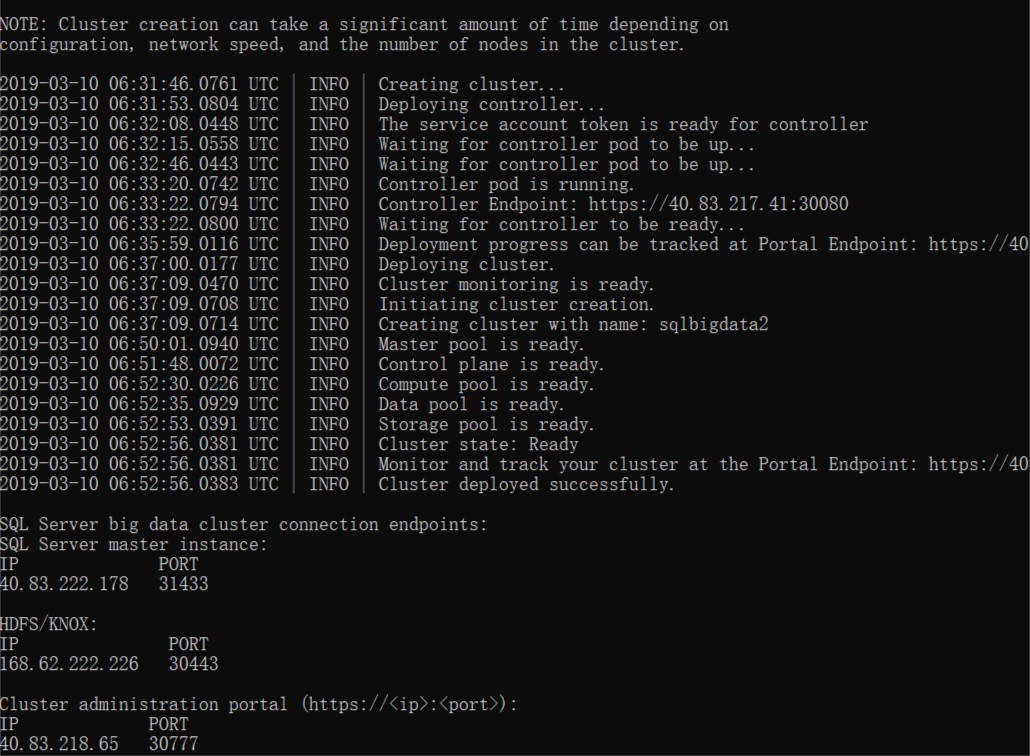 NOTE: Cluster creation can take a significant amount of time depending on
configuration, network speed, and the number of nodes in the cluster.
2019-03-10 06:31:46.0761 UTC | INFO | Creating cluster...
2019-03-10 06:31:53.0804 UTC | INFO | Deploying controller...
2019-03-10 06:32:08.0448 UTC | INFO | The service account token is ready for controller
2019-03-10 06:32:15.0558 UTC | INFO | Waiting for controller pod to be up...
2019-03-10 06:32:46.0443 UTC | INFO | Waiting for controller pod to be up...
2019-03-10 06:33:20.0742 UTC | INFO | Controller pod is running.
2019-03-10 06:33:22.0794 UTC | INFO | Controller Endpoint: https://40.83.217.41:30080
2019-03-10 06:33:22.0800 UTC | INFO | Waiting for controller to be ready...
2019-03-10 06:35:59.0116 UTC | INFO | Deployment progress can be tracked at Portal Endpoint: https://40
2019-03-10 06:37:00.0177 UTC | INFO | Deploying cluster.
2019-03-10 06:37:09.0470 UTC | INFO | Cluster monitoring is ready.
2019-03-10 06:37:09.0708 UTC | INFO | Initiating cluster creation.
2019-03-10 06:37:09.0714 UTC | INFO | Creating cluster with name: sqlbigdata2
2019-03-10 06:50:01.0940 UTC | INFO | Master pool is ready.
2019-03-10 06:51:48.0072 UTC | INFO | Control plane is ready.
2019-03-10 06:52:30.0226 UTC | INFO | Compute pool is ready.
2019-03-10 06:52:35.0929 UTC | INFO | Data pool is ready.
2019-03-10 06:52:53.0391 UTC | INFO | Storage pool is ready.
2019-03-10 06:52:56.0381 UTC | INFO | Cluster state: Ready
2019-03-10 06:52:56.0381 UTC | INFO | Monitor and track your cluster at the Portal Endpoint: https://40
2019-03-10 06:52:56.0383 UTC | INFO | Cluster deployed successfully.
SQL Server big data cluster connection endpoints:
SQL Server master instance:
IP PORT
40.83.222.178 31433
HDFS/KNOX:
IP PORT
168.62.222.226 30443
Cluster administration portal (https://<ip>:<port>):
IP PORT
40.83.218.65 30777